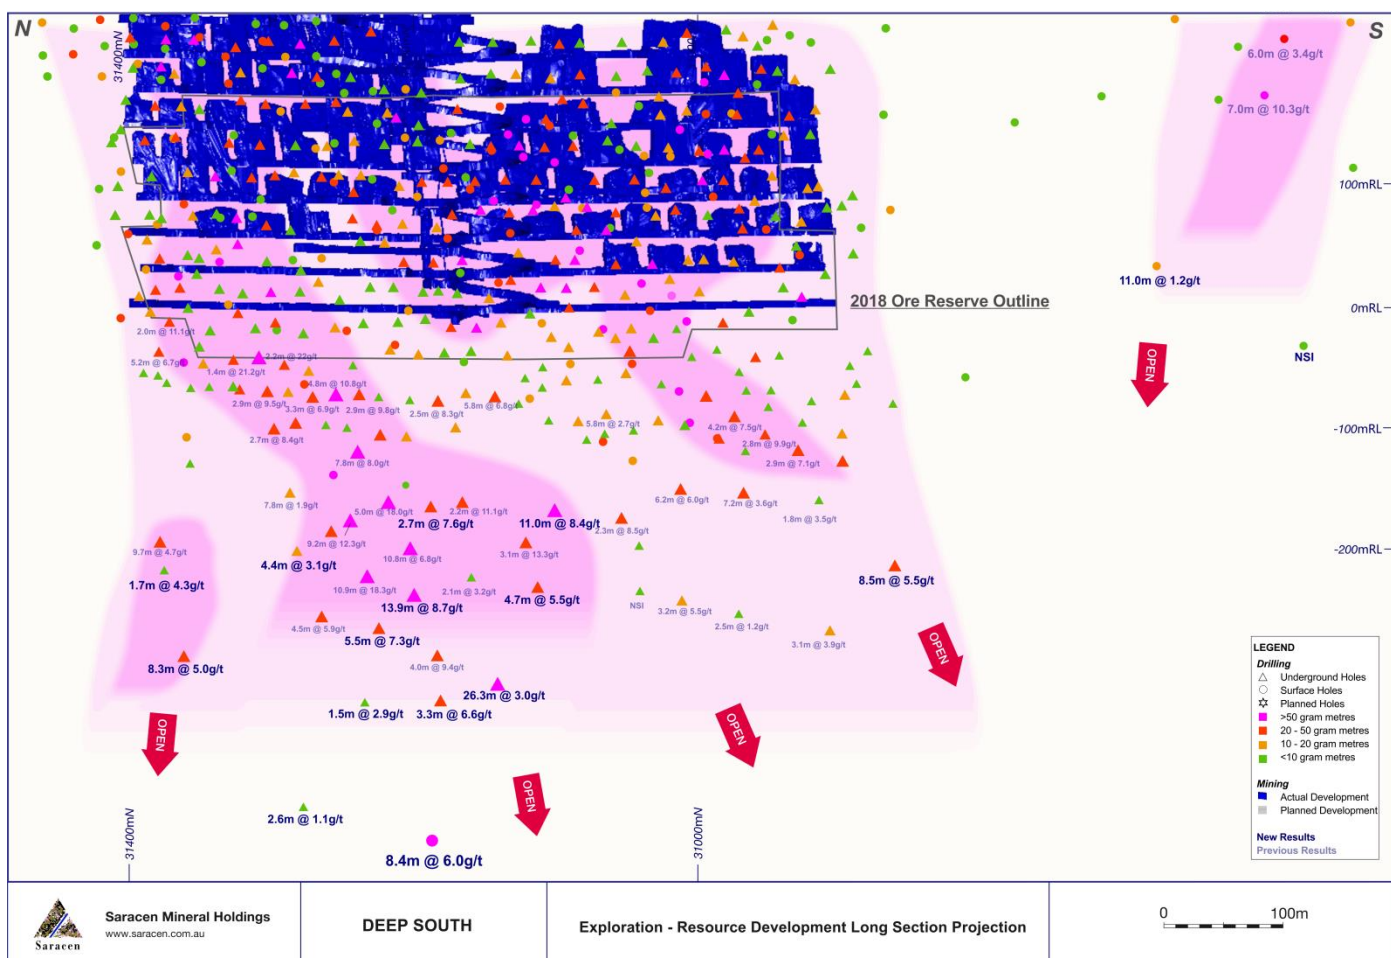 N
S
31400mN
6.0m @ 3.4g/t
7.0m @ 10.3g/t
100mRL
11.0m @ 1.2g/t
2018 Ore Reserve Outline
0mRL
2.0m @ 11.1g/t
5.2m @ 6.7g/t
2.2m @ 22g/t
1.4m @ 21.2g/t
4.8m @ 10.8g/t
OPEN
NSI
2.9m @ 9.5g/t
3.3m @ 6.9g/t
2.9m @ 9.8g/t
2.5m @ 8.3g/t
5.8m @ 6.8g/t
5.8m @ 2.7g/t
4.2m @ 7.5g/t
-100mRL
2.7m @ 8.4g/t
2.8m @ 9.9g/t
7.8m @ 8.0g/t
2.9m @ 7.1g/t
7.8m @ 1.9g/t
5.0m @ 18.0g/t
2.2m @ 11.1g/t
6.2m @ 6.0g/t
7.2m @ 3.6g/t
1.8m @ 3.5g/t
2.7m @ 7.6g/t
11.0m @ 8.4g/t
2.3m @ 8.5g/t
9.2m @ 12.3g/t
9.7m @ 4.7g/t
10.8m @ 6.8g/t
3.1m @ 13.3g/t
-200mRL
4.4m @ 3.1g/t
1.7m @ 4.3g/t
10.9m @ 18.3g/t
2.1m @ 3.2g/t
8.5m @ 5.5g/t
13.9m @ 8.7g/t
4.7m @ 5.5g/t
NSI
3.2m @ 5.5g/t
2.5m @ 1.2g/t
4.5m @ 5.9g/t
5.5m @ 7.3g/t
3.1m @ 3.9g/t
8.3m @ 5.0g/t
4.0m @ 9.4g/t
OPEN
26.3m @ 3.0g/t
1.5m @ 2.9g/t
3.3m @ 6.6g/t
OPEN
OPEN
OPEN
2.6m @ 1.1g/t
8.4m @ 6.0g/t
31400mN
31000mN
LEGEND
Drilling
Underground Holes
Surface Holes
Planned Holes
>50 gram metres
20 - 50 gram metres
10 - 20 gram metres
<10 gram metres
Mining
Actual Development
Planned Development
New Results
Previous Results
Saracen
Saracen Mineral Holdings
www.saracen.com.au
DEEP SOUTH
Exploration - Resource Development Long Section Projection
0 100m